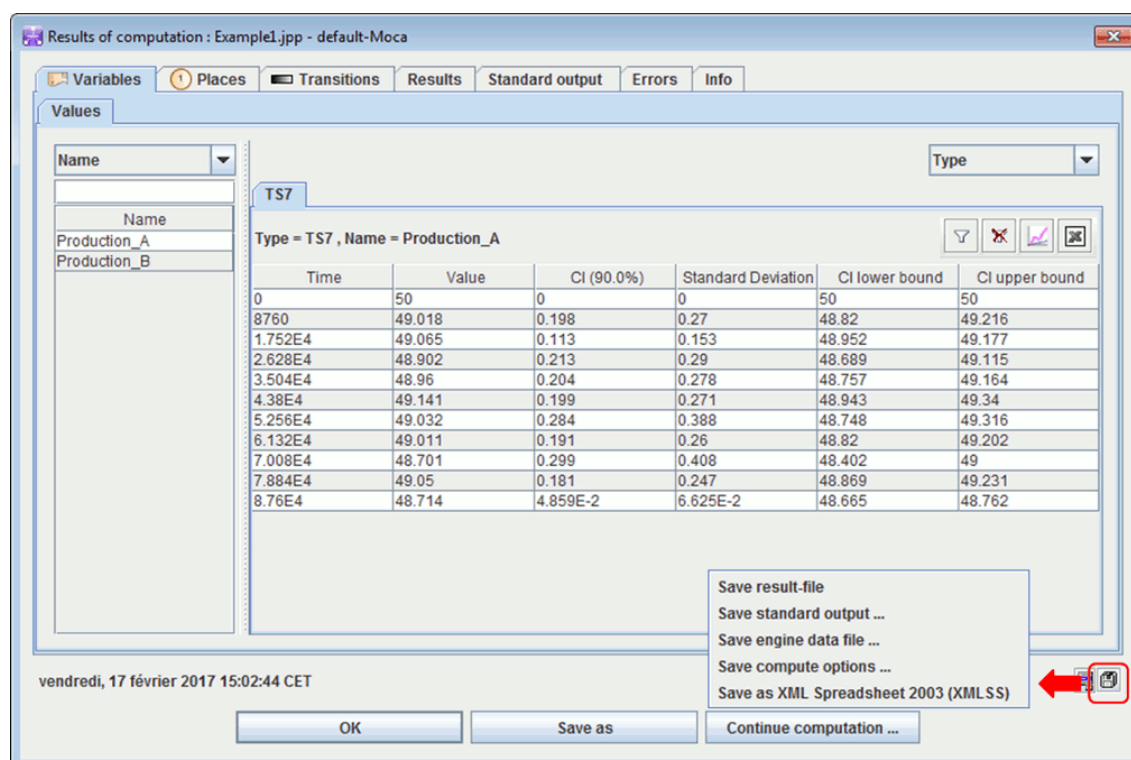 Results of computation : Example1.jpp - default-Moca
Variables 1 Places Transitions Results Standard output Errors Info
Values
Name Type
TS7
Name
Production_A
Production_B
Type = TS7 , Name = Production_A
Time Value CI (90.0%) Standard Deviation CI lower bound CI upper bound
0 50 0 0 50 50
8760 49.018 0.198 0.27 48.82 49.216
1.752E4 49.065 0.113 0.153 48.952 49.177
2.628E4 48.902 0.213 0.29 48.689 49.115
3.504E4 48.96 0.204 0.278 48.757 49.164
4.38E4 49.141 0.199 0.271 48.943 49.34
5.256E4 49.032 0.284 0.388 48.748 49.316
6.132E4 49.011 0.191 0.26 48.82 49.202
7.008E4 48.701 0.299 0.408 48.402 49
7.884E4 49.05 0.181 0.247 48.869 49.231
8.76E4 48.714 4.859E-2 6.625E-2 48.665 48.762
Save result-file
Save standard output ...
Save engine data file ...
Save compute options ...
Save as XML Spreadsheet 2003 (XMLSS)
vendredi, 17 février 2017 15:02:44 CET
OK Save as Continue computation ...